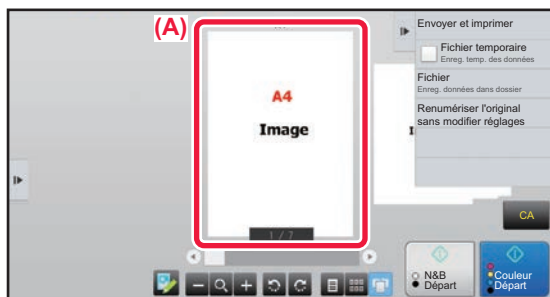 (A)
A4
Image
1 / 7
Envoyer et imprimer
Fichier temporaire
Enreg. temp. des données
Fichier
Enreg. données dans dossier
Renumériser l'original
sans modifier réglages
CA
N&B
Départ
Couleur
Départ